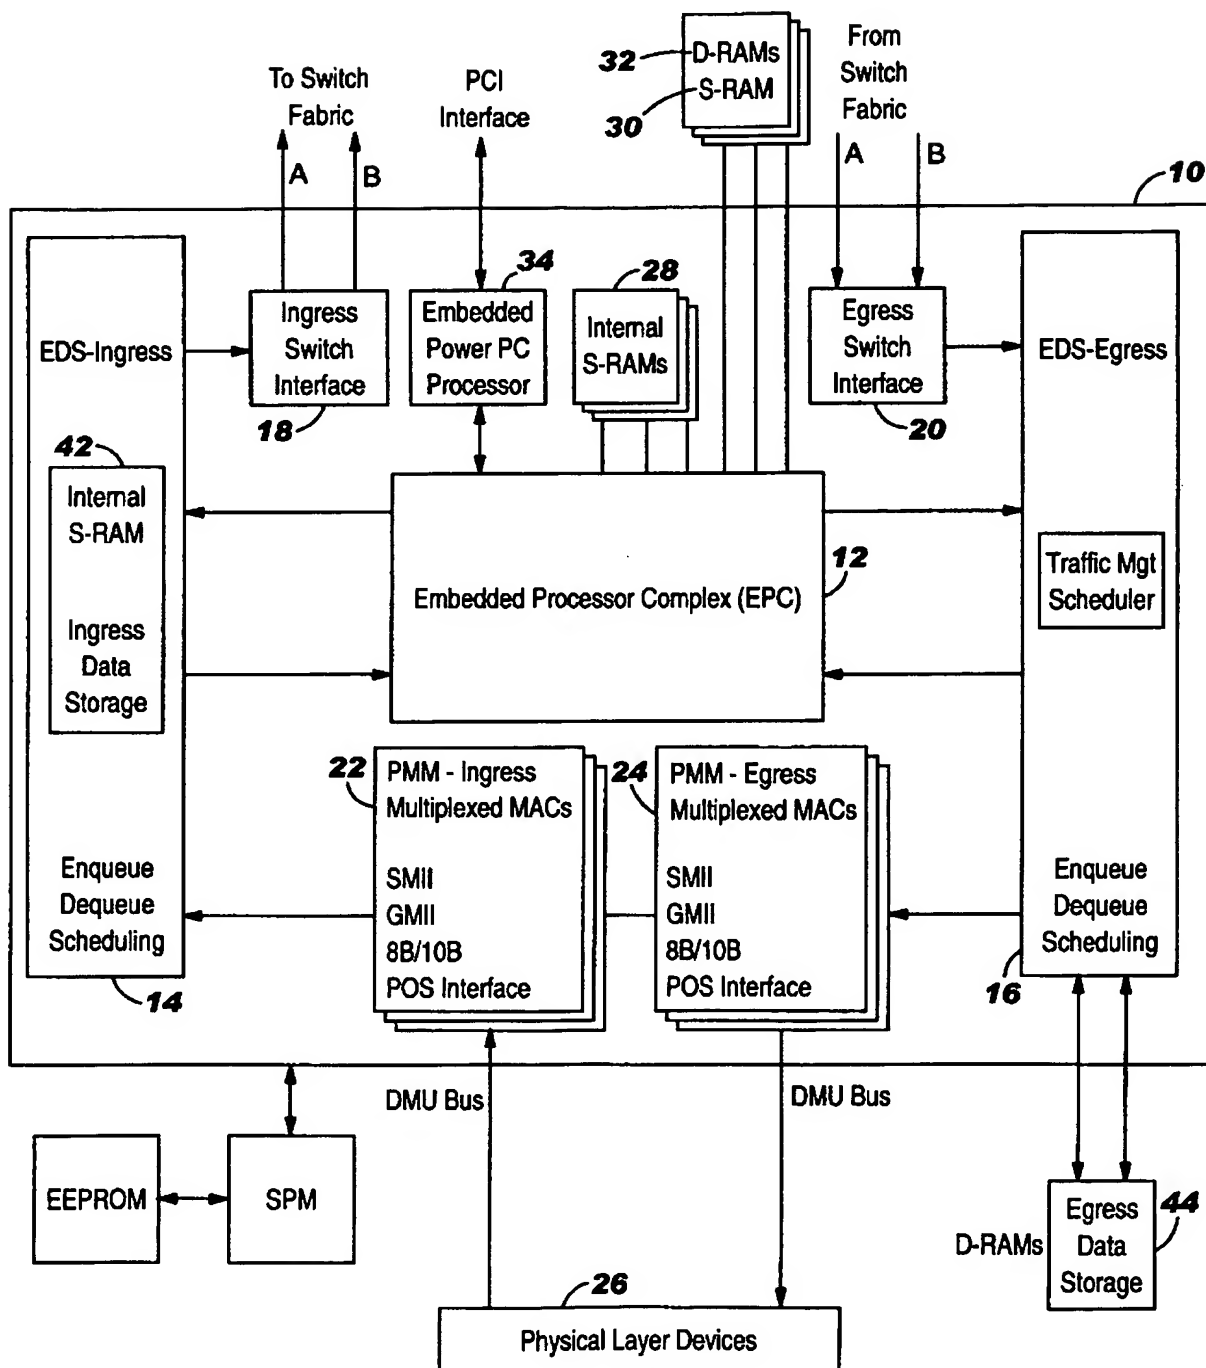 To Switch
Fabric
A
B
PCI
Interface
32
D-RAMs
S-RAM
30
From
Switch
Fabric
A
B
10
EDS-Ingress
Ingress
Switch
Interface
18
34
Embedded
Power PC
Processor
28
Internal
S-RAMs
Egress
Switch
Interface
20
EDS-Egress
42
Internal
S-RAM
Ingress
Data
Storage
Embedded Processor Complex (EPC)
12
Traffic Mgt
Scheduler
22
PMM - Ingress
Multiplexed MACs
SMII
GMII
8B/10B
POS Interface
24
PMM - Egress
Multiplexed MACs
SMII
GMII
8B/10B
POS Interface
Enqueue
Dequeue
Scheduling
14
Enqueue
Dequeue
Scheduling
16
DMU Bus
DMU Bus
EEPROM
SPM
D-RAMs
Egress
Data
Storage
44
26
Physical Layer Devices